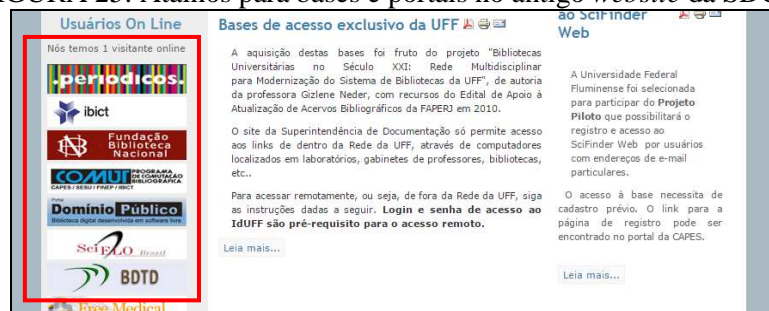 Atalhos para bases e portais no antigo website da SDC
Usuários On Line
Nós temos 1 visitante online
.periodicos.
ibict
Fundação
Biblioteca
Nacional
COMUT PROGRAMA
DE COMUTAÇÃO
BIBLIOGRÁFICA
CAPES / SESU / FINEP / IBICT
Portal
Domínio Público
Biblioteca digital desenvolvida em software livre
SciELO Brasil
BDTD
Free Medical
Bases de acesso exclusivo da UFF
A aquisição destas bases foi fruto do projeto "Bibliotecas
Universitárias no Século XXI: Rede Multidisciplinar
para Modernização do Sistema de Bibliotecas da UFF", de autoria
da professora Gizlene Neder, com recursos do Edital de Apoio à
Atualização de Acervos Bibliográficos da FAPERJ em 2010.
O site da Superintendência de Documentação só permite acesso
aos links de dentro da Rede da UFF, através de computadores
localizados em laboratórios, gabinetes de professores, bibliotecas,
etc..
Para acessar remotamente, ou seja, de fora da Rede da UFF, siga
as instruções dadas a seguir. Login e senha de acesso ao
IdUFF são pré-requisito para o acesso remoto.
Leia mais...
ao SciFinder
Web
A Universidade Federal
Fluminense foi selecionada
para participar do Projeto
Piloto que possibilitará o
registro e acesso ao
SciFinder Web por usuários
com endereços de e-mail
particulares.
O acesso à base necessita de
cadastro prévio. O link para a
página de registro pode ser
encontrado no portal da CAPES.
Leia mais...